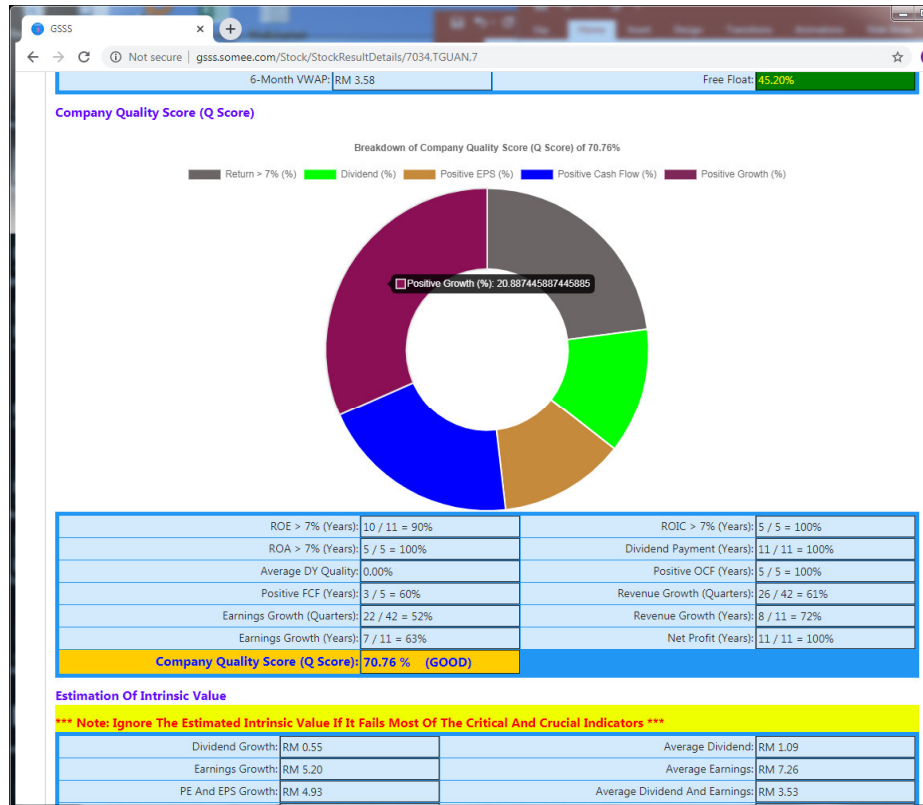 GSSS
Not secure | gsss.somee.com/Stock/StockResultDetails/7034,TGUAN,7
6-Month VWAP: RM 3.58 Free Float: 45.20%
Company Quality Score (Q Score)
Breakdown of Company Quality Score (Q Score) of 70.76%
Return > 7% (%) Dividend (%) Positive EPS (%) Positive Cash Flow (%) Positive Growth (%)
Positive Growth (%): 20.887445887445885
ROE > 7% (Years): 10 / 11 = 90% ROIC > 7% (Years): 5 / 5 = 100%
ROA > 7% (Years): 5 / 5 = 100% Dividend Payment (Years): 11 / 11 = 100%
Average DY Quality: 0.00% Positive OCF (Years): 5 / 5 = 100%
Positive FCF (Years): 3 / 5 = 60% Revenue Growth (Quarters): 26 / 42 = 61%
Earnings Growth (Quarters): 22 / 42 = 52% Revenue Growth (Years): 8 / 11 = 72%
Earnings Growth (Years): 7 / 11 = 63% Net Profit (Years): 11 / 11 = 100%
Company Quality Score (Q Score): 70.76 % (GOOD)
Estimation Of Intrinsic Value
*** Note: Ignore The Estimated Intrinsic Value If It Fails Most Of The Critical And Crucial Indicators ***
Dividend Growth: RM 0.55 Average Dividend: RM 1.09
Earnings Growth: RM 5.20 Average Earnings: RM 7.26
PE And EPS Growth: RM 4.93 Average Dividend And Earnings: RM 3.53